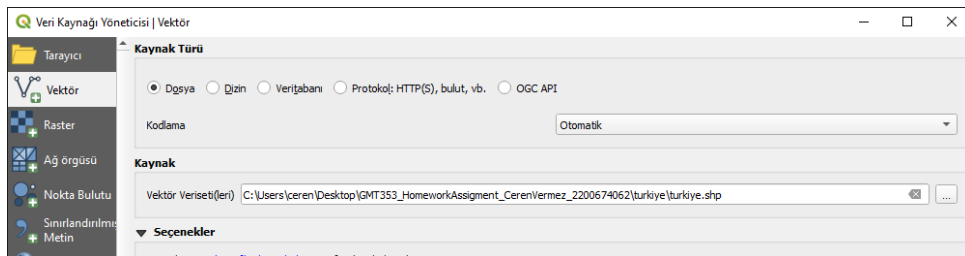 Veri Kaynağı Yöneticisi | Vektör
Tarayıcı
Vektör
Raster
Ağ örgüsü
Nokta Bulutu
Sınırlandırılmış
Metin
Kaynak Türü
Dosya Dizin Veritabanı Protokol: HTTP(S), bulut, vb. OGC API
Kodlama Otomatik
Kaynak
Vektör Veriseti(leri) C:\Users\ceren\Desktop\GMT353_HomeworkAssigment_CerenVermez_2200674062\turkiye\turkiye.shp ...
Seçenekler